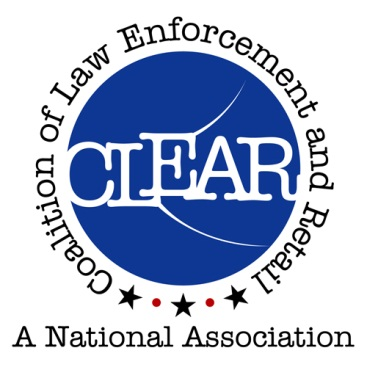 Coalition of Law Enforcement and Retail
CLEAR
A National Association